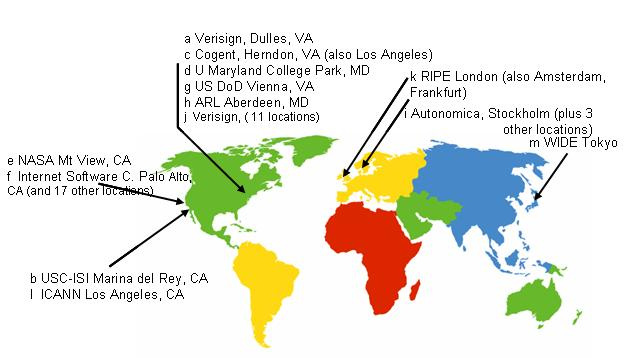 a Verisign, Dulles, VA
c Cogent, Herndon, VA (also Los Angeles)
d U Maryland College Park, MD
g US DoD Vienna, VA
h ARL Aberdeen, MD
j Verisign, ( 11 locations)
k RIPE London (also Amsterdam,
Frankfurt)
i Autonomica, Stockholm (plus 3
other locations)
m WIDE Tokyo
e NASA Mt View, CA
f Internet Software C. Palo Alto,
CA (and 17 other locations)
b USC-ISI Marina del Rey, CA
l ICANN Los Angeles, CA